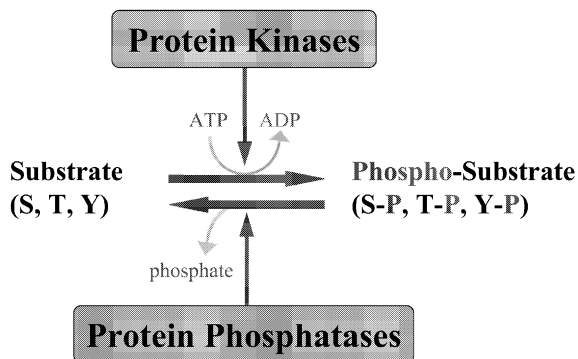 Protein Kinases
ATP ADP
Substrate
(S, T, Y)
Phospho-Substrate
(S-P, T-P, Y-P)
phosphate
Protein Phosphatases